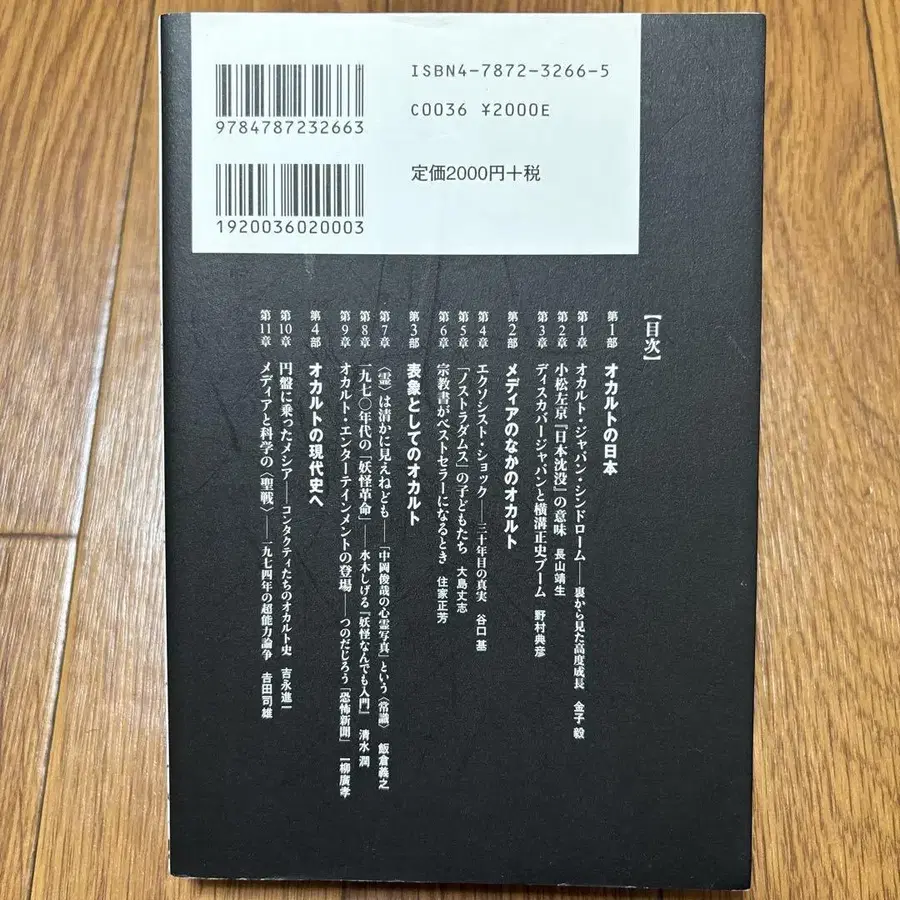 ISBN4-7872-3266-5
C0036 ¥2000E
9784787232663
定価2000円+税
1920036020003
【目次】
第1部 オカルトの日本
第1章 オカルト・ジャパン・シンドローム——裏から見た高度成長 金子 毅
第2章 小松左京『日本沈没』の意味 長山靖生
第3章 ディスカバージャパンと横溝正史ブーム 野村典彦
第2部 メディアのなかのオカルト
第4章 エクソシスト・ショック——三十年目の真実 谷口 基
第5章 「ノストラダムス」の子どもたち 大島丈志
第6章 宗教書がベストセラーになるとき 住家正芳
第3部 表象としてのオカルト
第7章 〈霊〉は清かに見えねども——「中岡俊哉の心霊写真」という〈常識〉 飯倉義之
第8章 一九七〇年代の「妖怪革命」——水木しげる『妖怪なんでも入門』 清水 潤
第9章 オカルト・エンターテインメントの登場——つのだじろう「恐怖新聞」 一柳廣孝
第4部 オカルトの現代史へ
第10章 円盤に乗ったメシア——コンタクティたちのオカルト史 吉永進一
第11章 メディアと科学の〈聖戦〉——一九七四年の超能力論争 吉田司雄